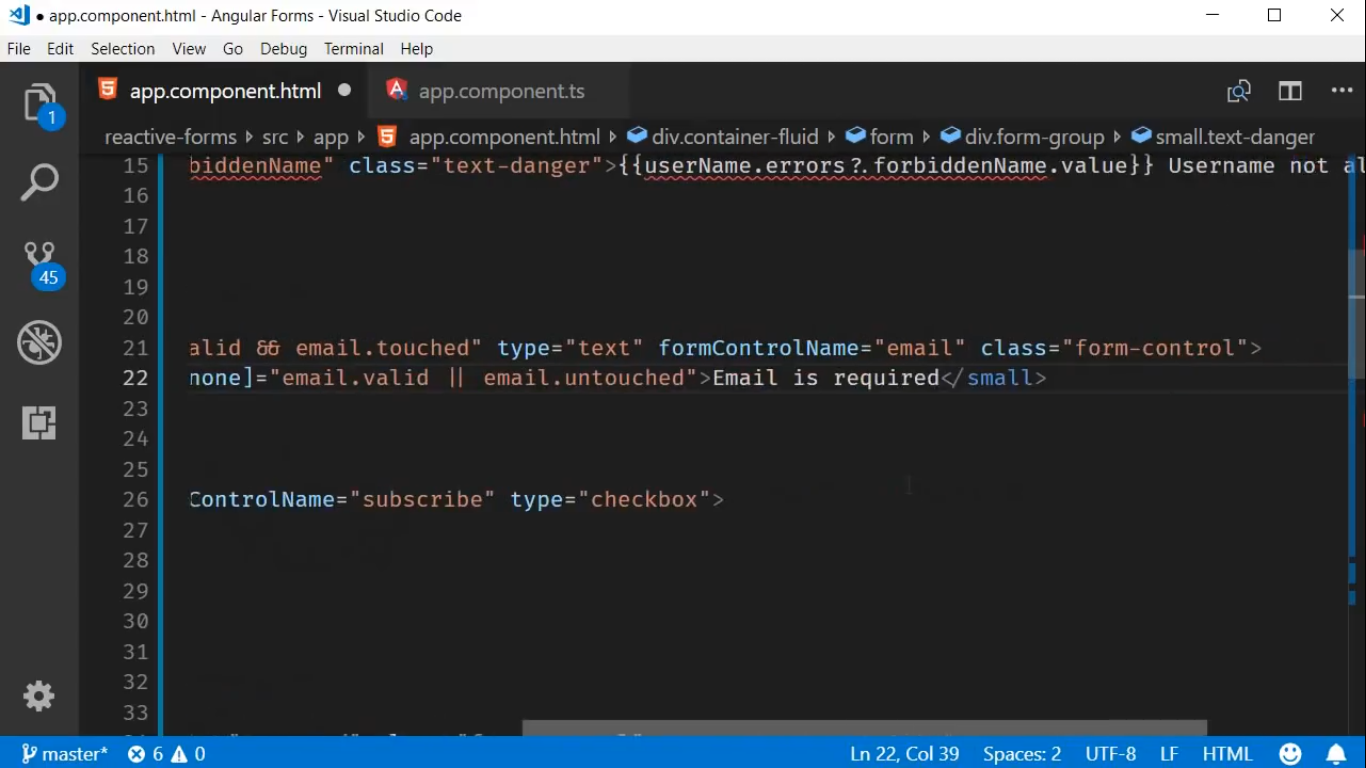 app.component.html - Angular Forms - Visual Studio Code
File Edit Selection View Go Debug Terminal Help
app.component.html app.component.ts
reactive-forms src app app.component.html div.container-fluid form div.form-group small.text-danger
1
45
15 biddenName" class="text-danger">{{userName.errors?.forbiddenName.value}} Username not al
16
17
18
19
20
21 alid && email.touched" type="text" formControlName="email" class="form-control">
22 none]="email.valid || email.untouched">Email is required</small>
23
24
25
26 ControlName="subscribe" type="checkbox">
27
28
29
30
31
32
33
master* 6 0 Ln 22, Col 39 Spaces: 2 UTF-8 LF HTML